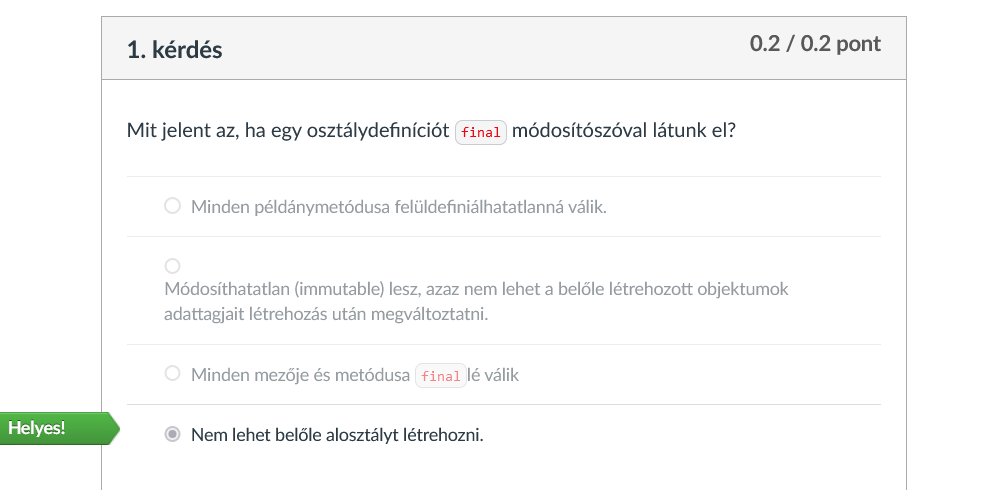 1. kérdés
0.2 / 0.2 pont
Mit jelent az, ha egy osztálydefiníciót final módosítószóval látunk el?
Minden példánymetódusa felüldefiniálhatatlanná válik.
Módosíthatatlan (immutable) lesz, azaz nem lehet a belőle létrehozott objektumok
adattagjait létrehozás után megváltoztatni.
Minden mezője és metódusa final lé válik
Helyes!
Nem lehet belőle alosztályt létrehozni.